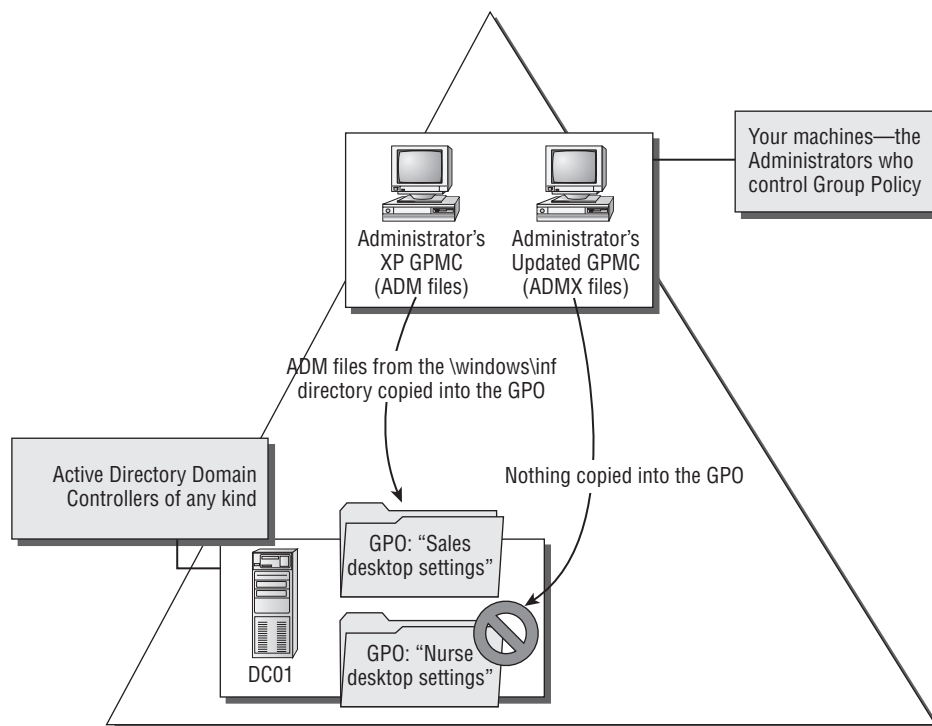 Your machines—the
Administrators who
control Group Policy
Administrator's
XP GPMC
(ADM files)
Administrator's
Updated GPMC
(ADMX files)
ADM files from the \windows\inf
directory copied into the GPO
Nothing copied into the GPO
Active Directory Domain
Controllers of any kind
GPO: “Sales
desktop settings”
GPO: “Nurse
desktop settings”
DC01